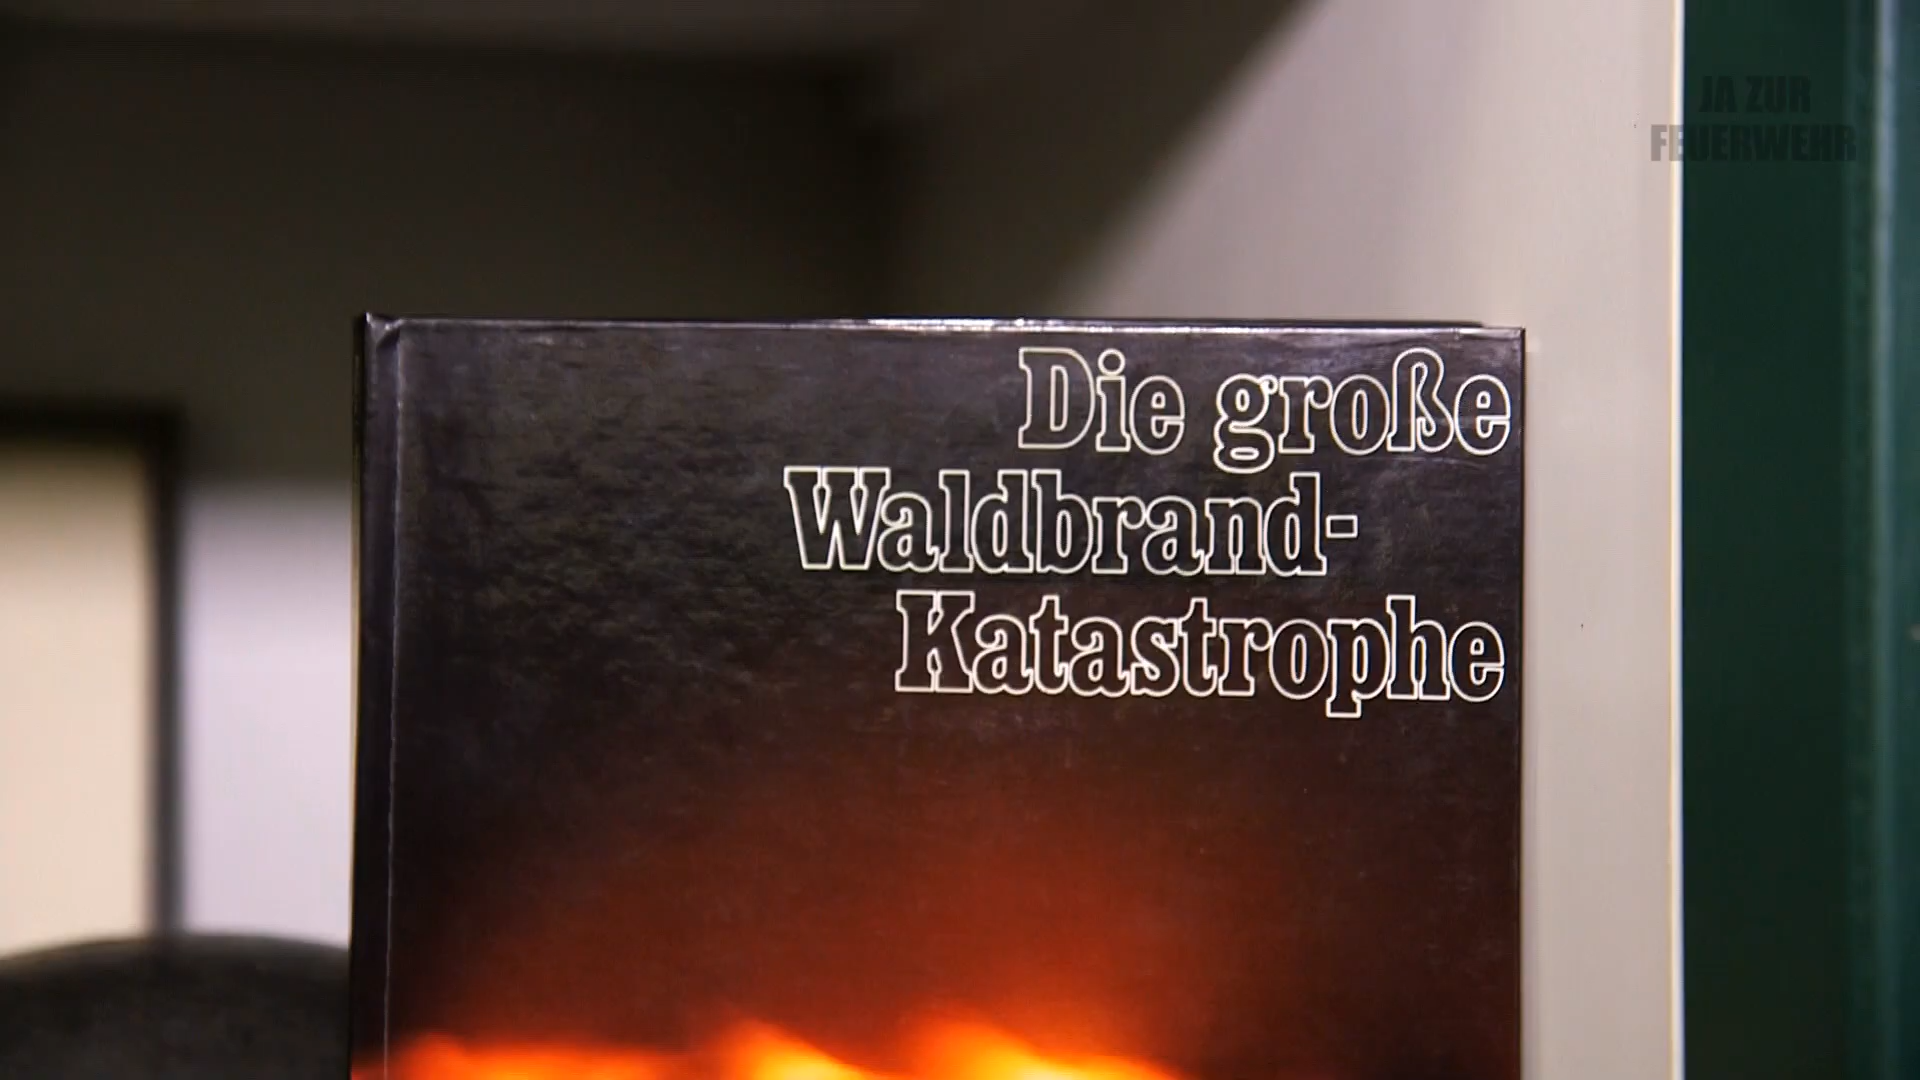 JA ZUR
FEUERWEHR
Die große
Waldbrand-
Katastrophe